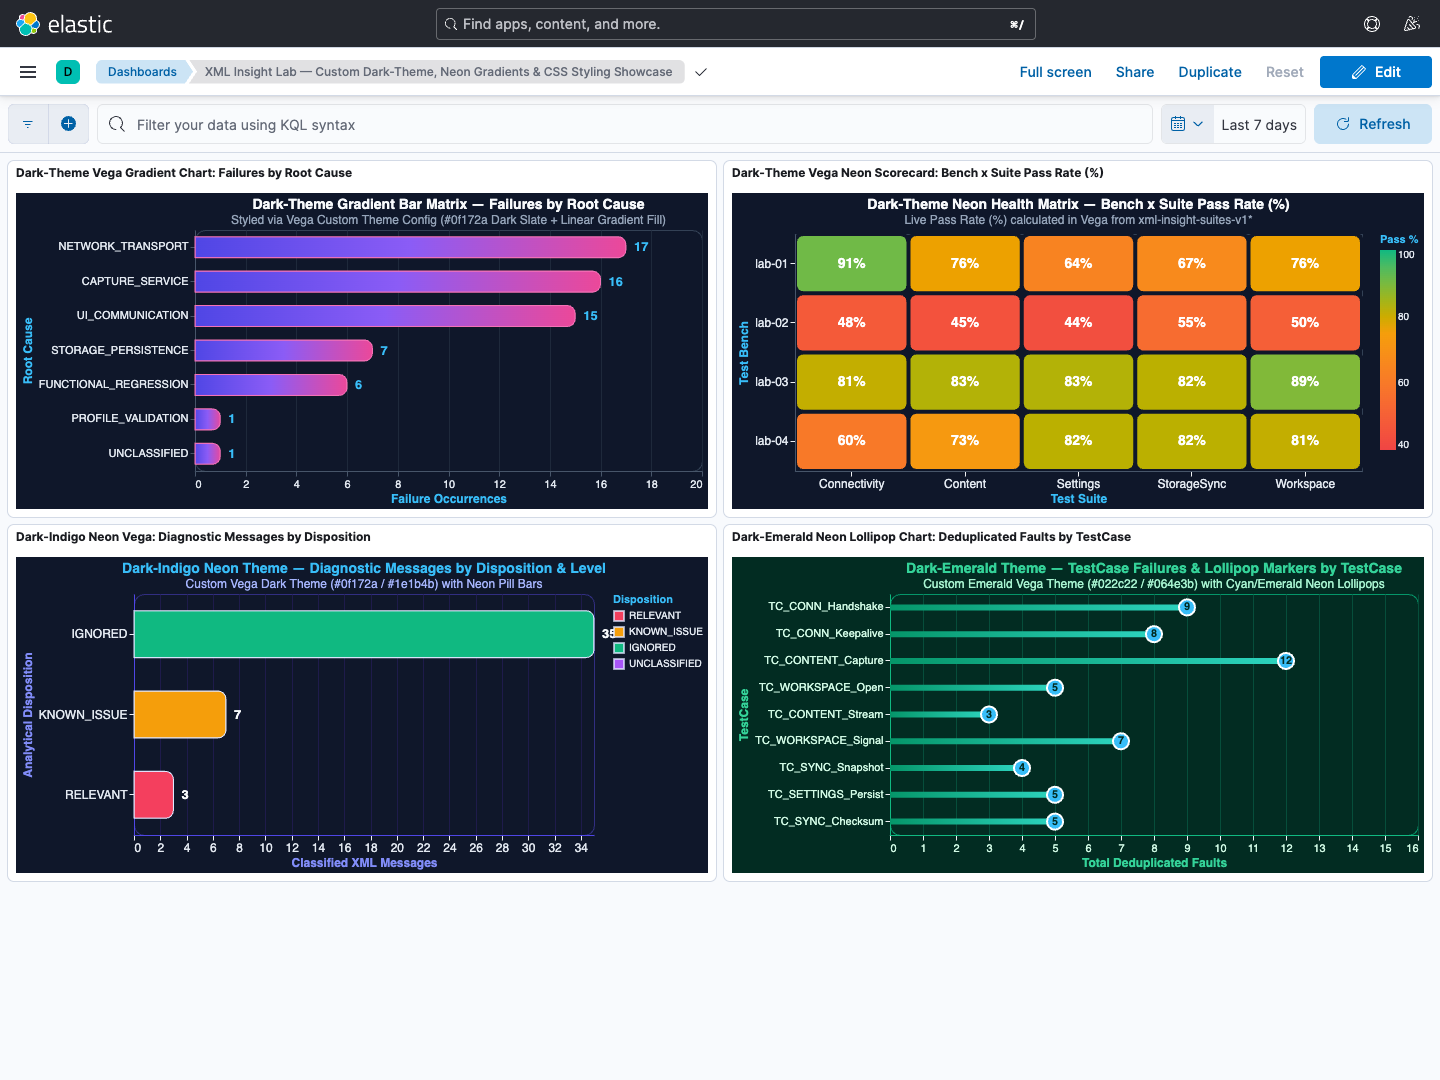 elastic
Find apps, content, and more.
⌘/
D
Dashboards
XML Insight Lab — Custom Dark-Theme, Neon Gradients & CSS Styling Showcase
Full screen
Share
Duplicate
Reset
Edit
Filter your data using KQL syntax
Last 7 days
Refresh
Dark-Theme Vega Gradient Chart: Failures by Root Cause
Dark-Theme Gradient Bar Matrix — Failures by Root Cause
Styled via Vega Custom Theme Config (#0f172a Dark Slate + Linear Gradient Fill)
Root Cause
NETWORK_TRANSPORT 17
CAPTURE_SERVICE 16
UI_COMMUNICATION 15
STORAGE_PERSISTENCE 7
FUNCTIONAL_REGRESSION 6
PROFILE_VALIDATION 1
UNCLASSIFIED 1
0 2 4 6 8 10 12 14 16 18 20
Failure Occurrences
Dark-Theme Vega Neon Scorecard: Bench x Suite Pass Rate (%)
Dark-Theme Neon Health Matrix — Bench x Suite Pass Rate (%)
Live Pass Rate (%) calculated in Vega from xml-insight-suites-v1*
Test Bench
lab-01 91% 76% 64% 67% 76%
lab-02 48% 45% 44% 55% 50%
lab-03 81% 83% 83% 82% 89%
lab-04 60% 73% 82% 82% 81%
Connectivity Content Settings StorageSync Workspace
Test Suite
Pass %
100
80
60
40
Dark-Indigo Neon Vega: Diagnostic Messages by Disposition
Dark-Indigo Neon Theme — Diagnostic Messages by Disposition & Level
Custom Vega Dark Theme (#0f172a / #1e1b4b) with Neon Pill Bars
Analytical Disposition
IGNORED 35
KNOWN_ISSUE 7
RELEVANT 3
0 2 4 6 8 10 12 14 16 18 20 22 24 26 28 30 32 34
Classified XML Messages
Disposition
RELEVANT
KNOWN_ISSUE
IGNORED
UNCLASSIFIED
Dark-Emerald Neon Lollipop Chart: Deduplicated Faults by TestCase
Dark-Emerald Theme — TestCase Failures & Lollipop Markers by TestCase
Custom Emerald Vega Theme (#022c22 / #064e3b) with Cyan/Emerald Neon Lollipops
TestCase
TC_CONN_Handshake 9
TC_CONN_Keepalive 8
TC_CONTENT_Capture 12
TC_WORKSPACE_Open 5
TC_CONTENT_Stream 3
TC_WORKSPACE_Signal 7
TC_SYNC_Snapshot 4
TC_SETTINGS_Persist 5
TC_SYNC_Checksum 5
0 1 2 3 4 5 6 7 8 9 10 11 12 13 14 15 16
Total Deduplicated Faults